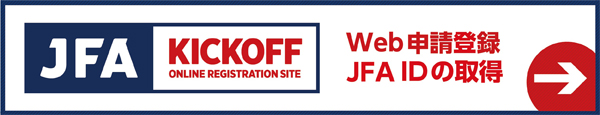 JFA
KICKOFF
ONLINE REGISTRATION SITE
Web申請登録
JFA IDの取得